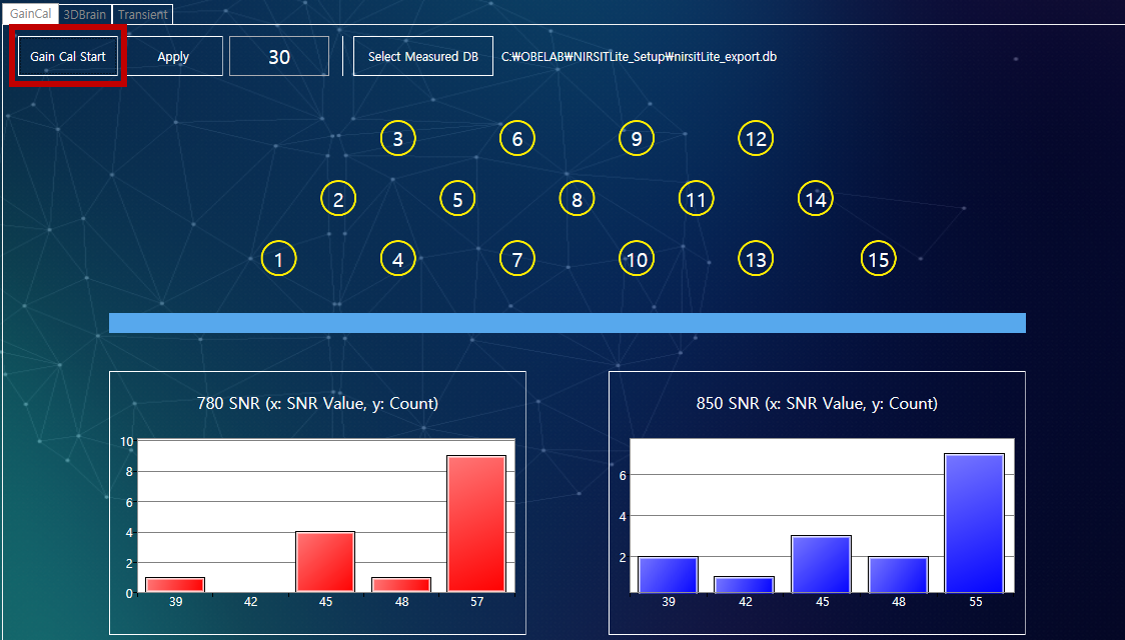 GainCal 3DBrain Transient
Gain Cal Start Apply 30 Select Measured DB C:₩OBELAB₩NIRSITLite_Setup₩nirsitLite_export.db
3 6 9 12
2 5 8 11 14
1 4 7 10 13 15
780 SNR (x: SNR Value, y: Count)
10
8
6
4
2
0
39 42 45 48 57
850 SNR (x: SNR Value, y: Count)
6
4
2
39 42 45 48 55